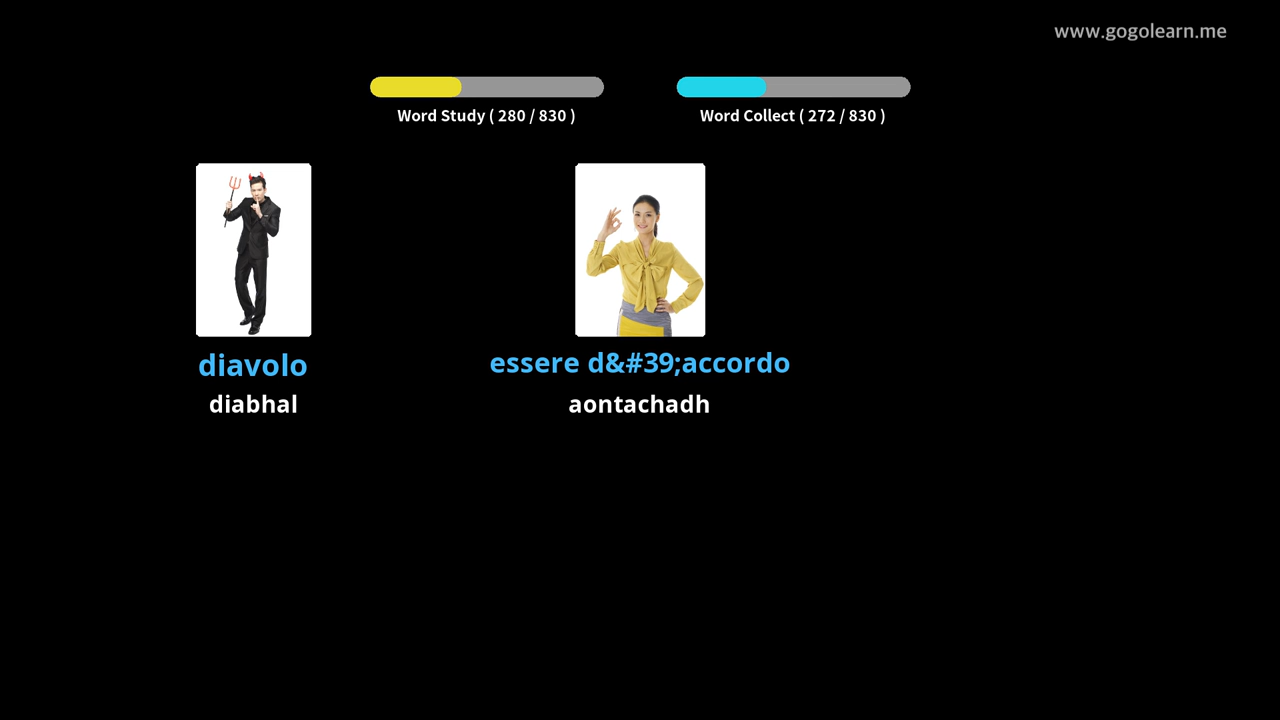 www.gogolearn.me
Word Study ( 280 / 830 )
Word Collect ( 272 / 830 )
diavolo
diabhal
essere d&#39;accordo
aontachadh